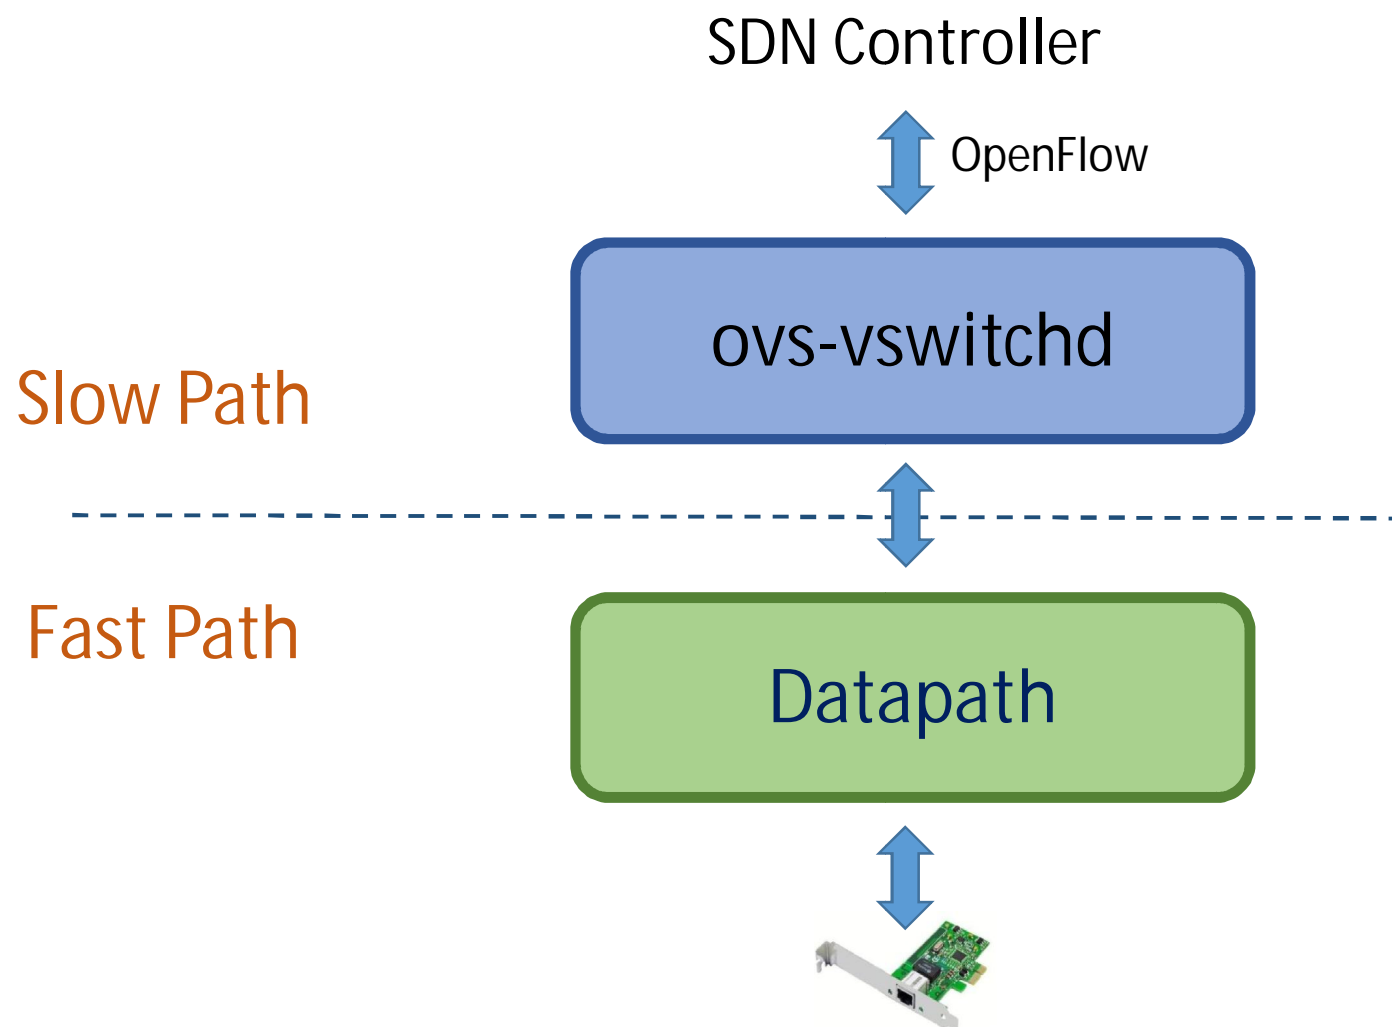 SDN Controller
OpenFlow
ovs-vswitchd
Slow Path
Fast Path
Datapath